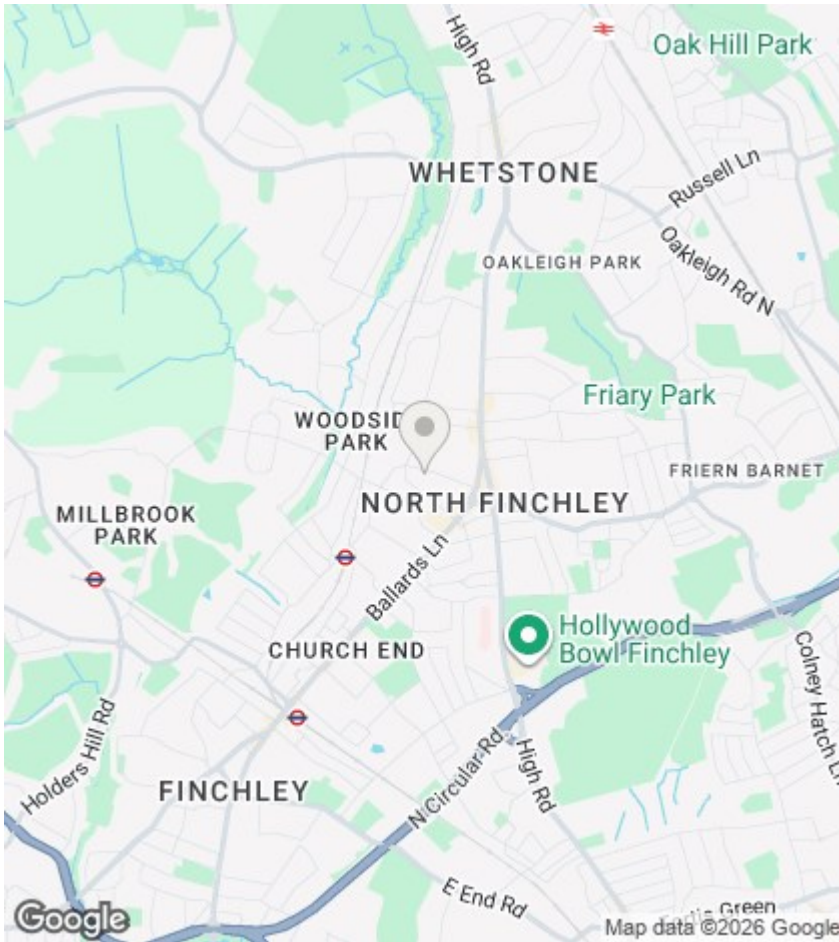 High Rd
Oak Hill Park
WHETSTONE
Russell Ln
OAKLEIGH PARK
Oakleigh Rd N
Friary Park
WOODSID
PARK
FRIERN BARNET
NORTH FINCHLEY
MILLBROOK
PARK
Ballards Ln
Hollywood
Bowl Finchley
CHURCH END
Colney Hatch Ln
Holders Hill Rd
N Circular Rd
High Rd
FINCHLEY
E End Rd
Fortis Green
Google
Map data ©2026 Google